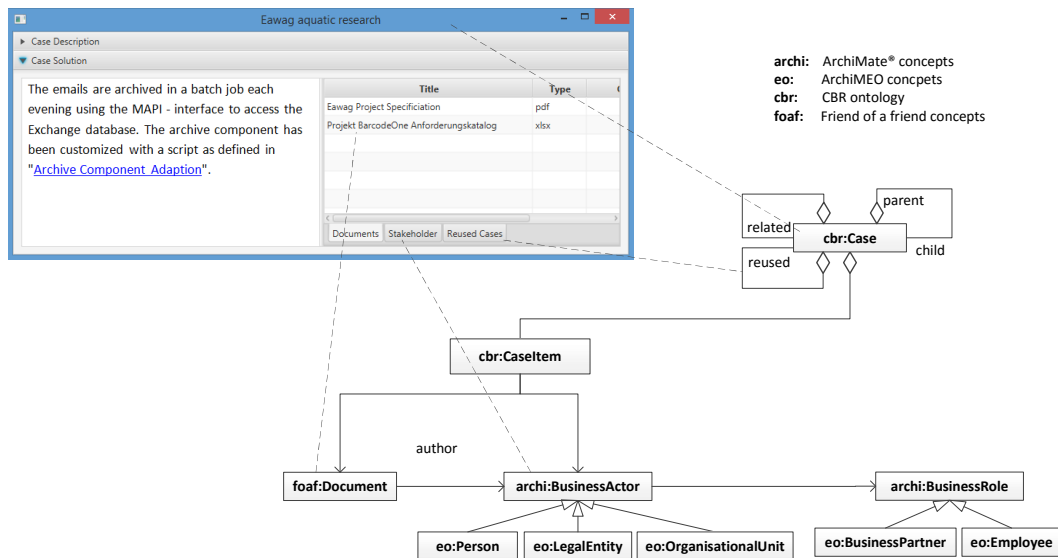 Eawag aquatic research
Case Description
Case Solution
The emails are archived in a batch job each
evening using the MAPI - interface to access the
Exchange database. The archive component has
been customized with a script as defined in
"Archive Component Adaption".
Title Type
Eawag Project Specificiation pdf
Projekt BarcodeOne Anforderungskatalog xlsx
Documents Stakeholder Reused Cases
archi: ArchiMate® concepts
eo: ArchiMEO concpets
cbr: CBR ontology
foaf: Friend of a friend concepts
related
parent
cbr:Case
child
reused
cbr:CaseItem
author
foaf:Document
archi:BusinessActor
archi:BusinessRole
eo:Person
eo:LegalEntity
eo:OrganisationalUnit
eo:BusinessPartner
eo:Employee